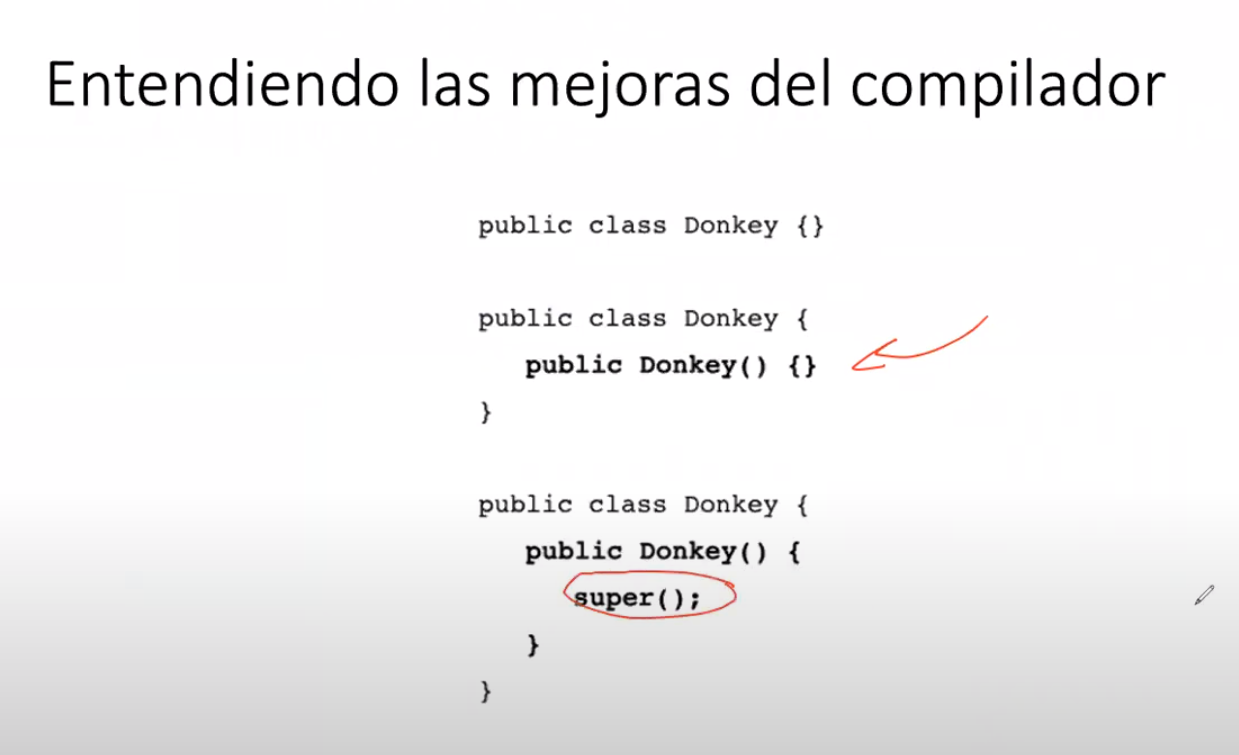 Entendiendo las mejoras del compilador
public class Donkey {}
public class Donkey {
public Donkey() {}
}
public class Donkey {
public Donkey() {
super();
}
}